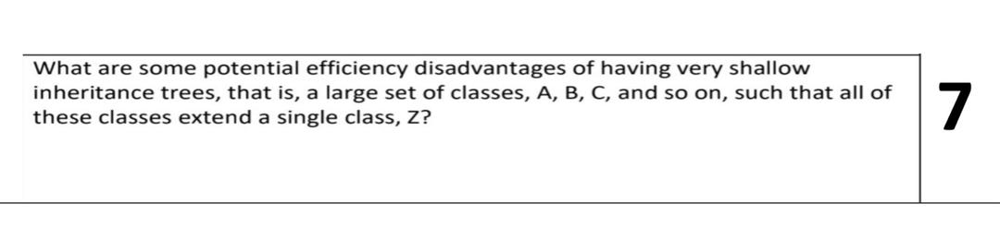 What are some potential efficiency disadvantages of having very shallow
inheritance trees, that is, a large set of classes, A, B, C, and so on, such that all of
these classes extend a single class, Z?
7